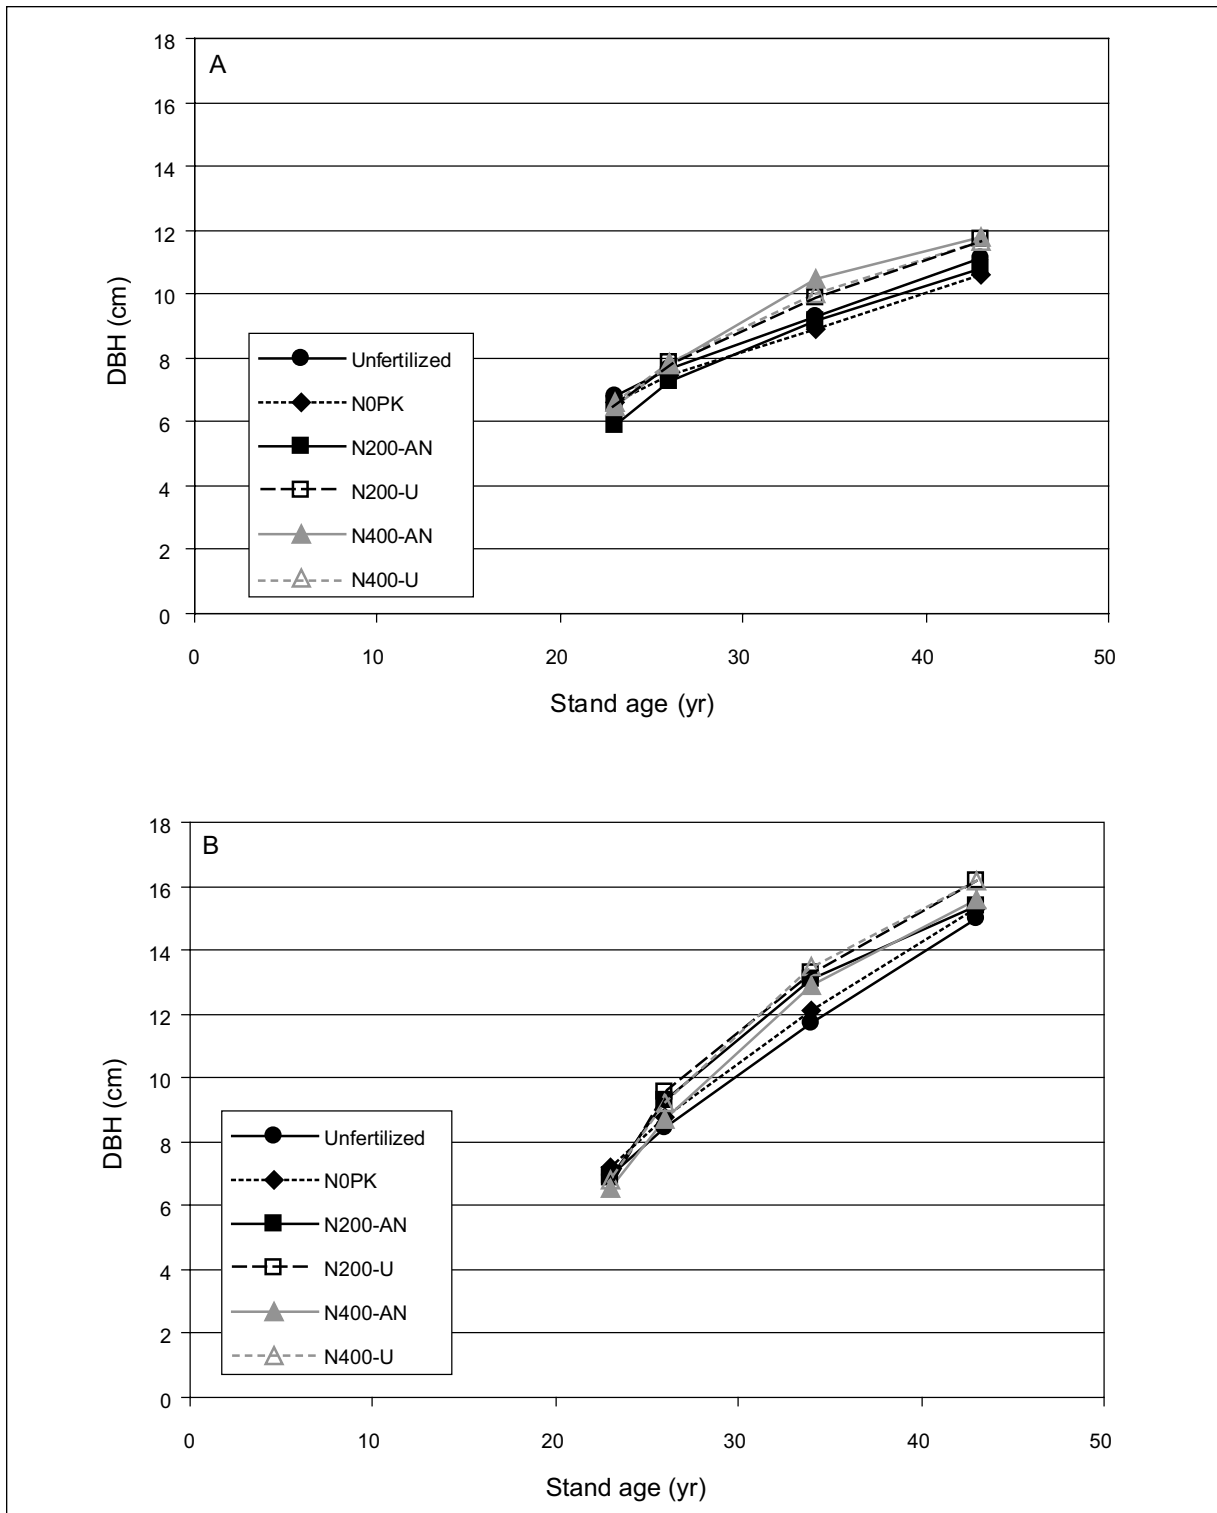 A
18
16
14
12
10
8
6
4
2
0
DBH (cm)
Unfertilized
N0PK
N200-AN
N200-U
N400-AN
N400-U
0 10 20 30 40 50
Stand age (yr)
B
18
16
14
12
10
8
6
4
2
0
DBH (cm)
Unfertilized
N0PK
N200-AN
N200-U
N400-AN
N400-U
0 10 20 30 40 50
Stand age (yr)